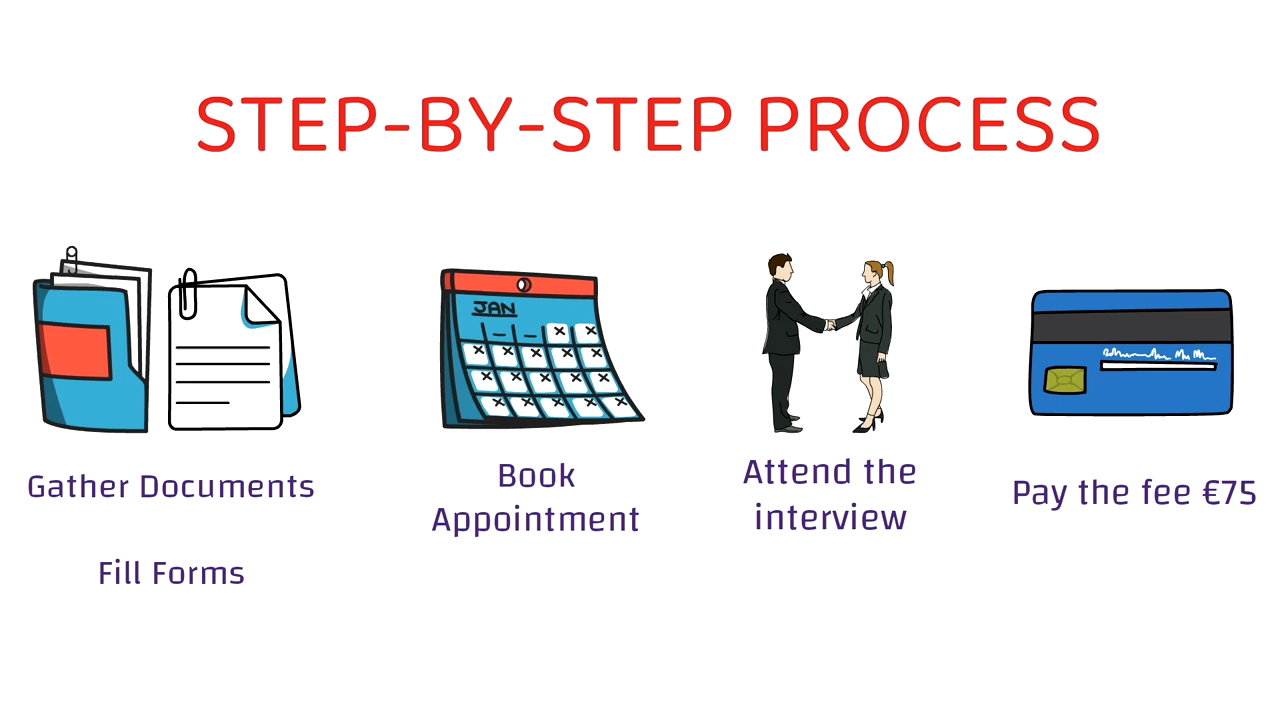 STEP-BY-STEP PROCESS
JAN
Gather Documents
Fill Forms
Book
Appointment
Attend the
interview
Pay the fee €75